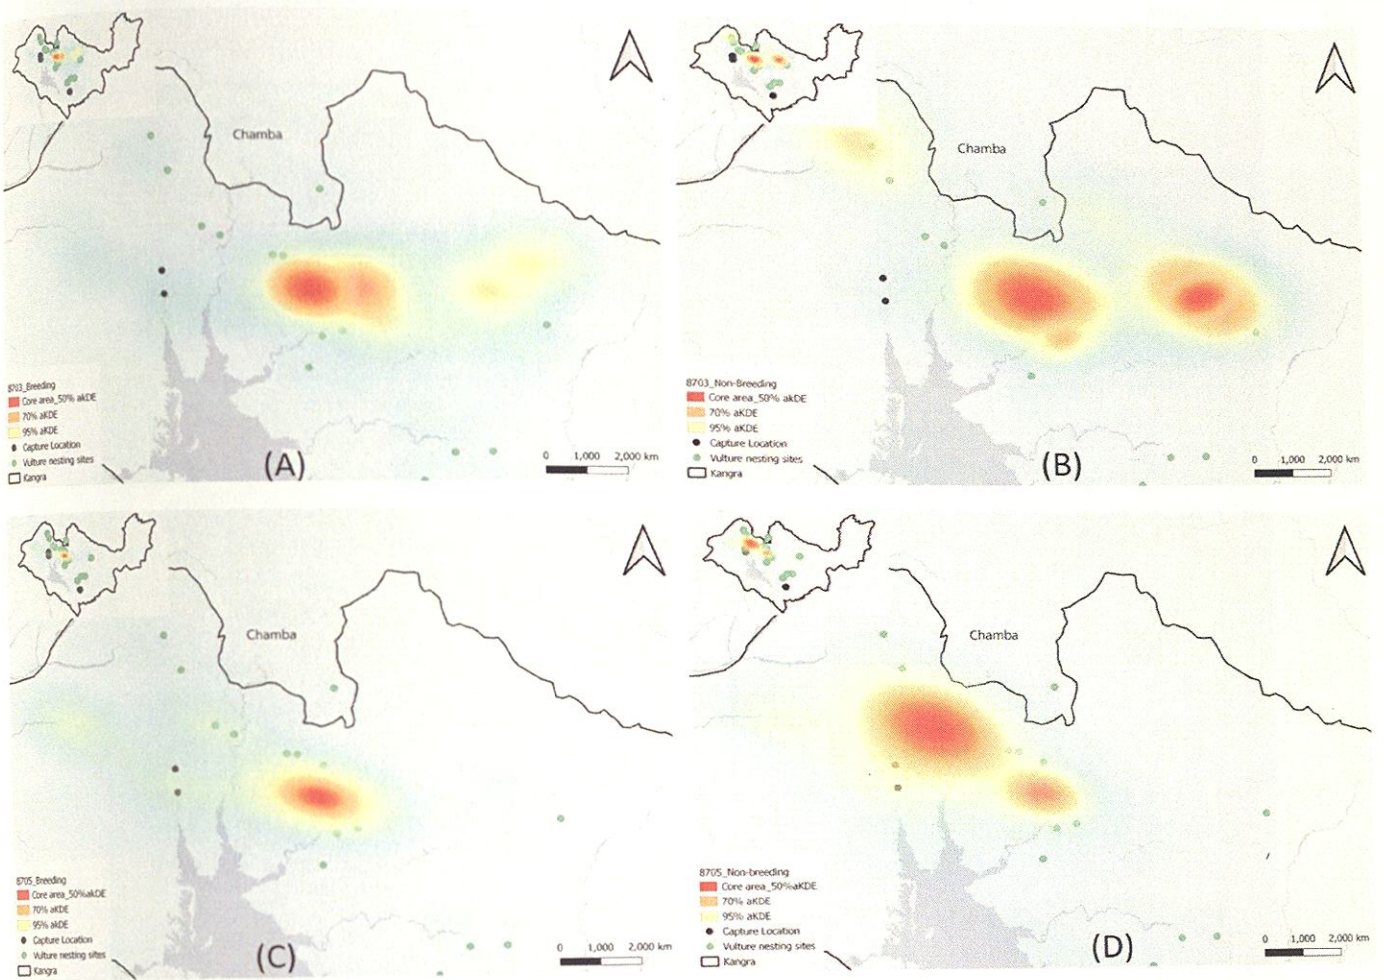 Chamba
8703_Breeding
Core area_50% akDE
70% aKDE
95% aKDE
Capture Location
Vulture nesting sites
Kangra
(A)
0 1,000 2,000 km
Chamba
8703_Non-Breeding
Core area_50% akDE
70% aKDE
95% aKDE
Capture Location
Vulture nesting sites
Kangra
(B)
0 1,000 2,000 km
Chamba
8705_Breeding
Core area_50%aKDE
70% aKDE
95% akDE
Capture Location
Vulture nesting sites
Kangra
(C)
0 1,000 2,000 km
Chamba
8705_Non-breeding
Core area_50%aKDE
70% aKDE
95% aKDE
Capture Location
Vulture nesting sites
Kangra
(D)
0 1,000 2,000 km